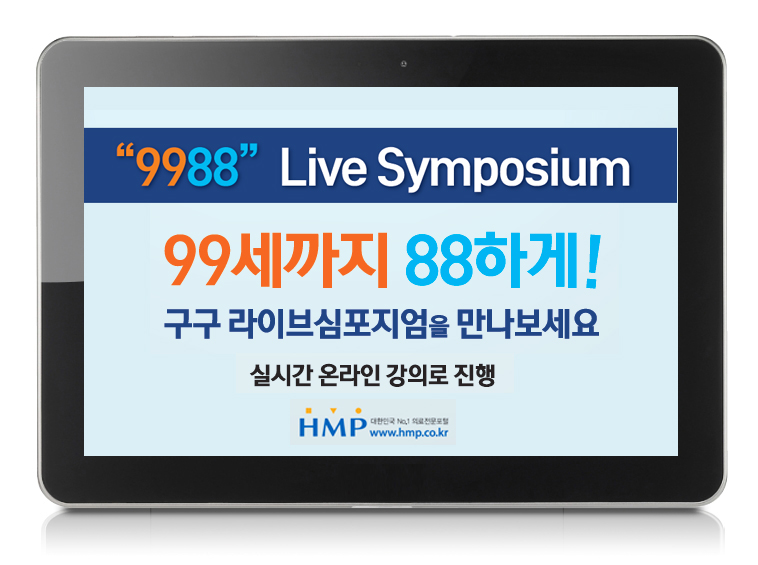 “9988” Live Symposium
99세까지 88하게!
구구 라이브심포지엄을 만나보세요
실시간 온라인 강의로 진행
HMP 대한민국 No.1 의료전문포털
www.hmp.co.kr